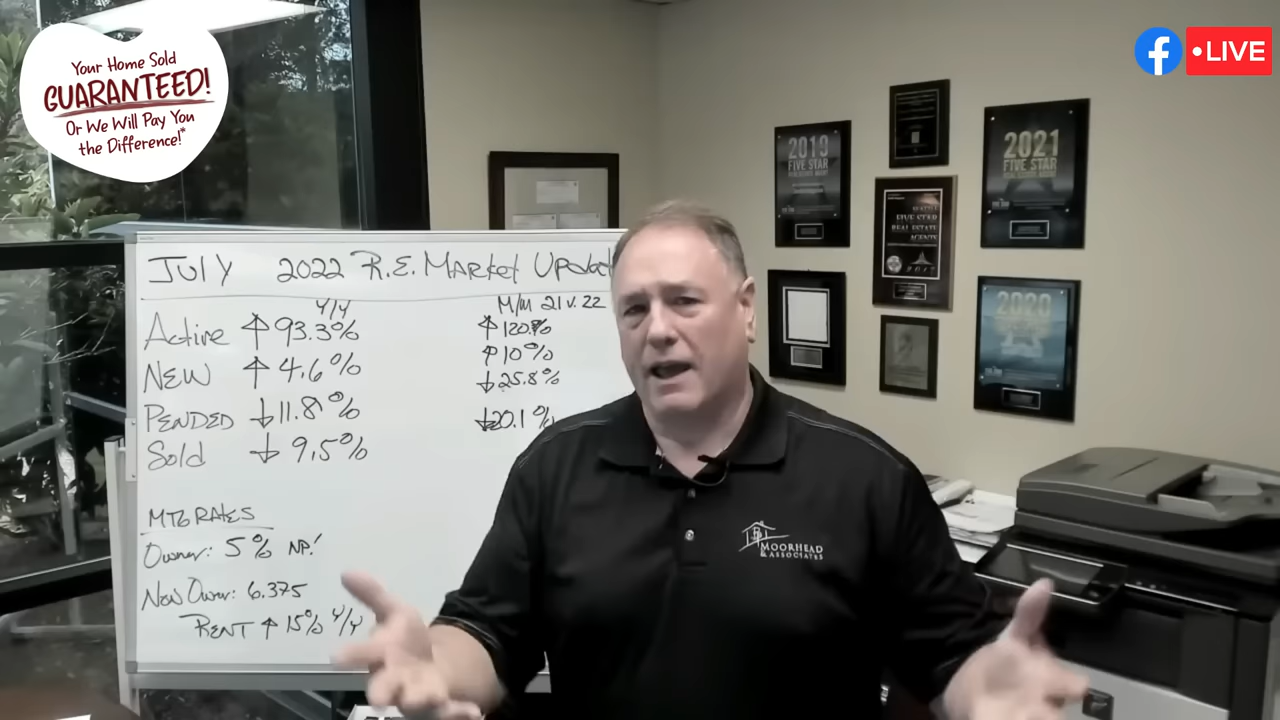 Your Home Sold
GUARANTEED!
Or We Will Pay You
the Difference!*
LIVE
JULY 2022 R.E. MARKET UPDAT
Y/Y M/M 21 v. 22
Active ↑ 93.3% ↑ 120.%
NEW ↑ 4.6% ↑ 10%
PENDED ↓ 11.8% ↓ 25.8%
Sold ↓ 9.5% ↓ 20.1%
MTG RATES
Owner: 5% NP!
Non Owner: 6.375
RENT ↑ 15% Y/Y
2019
FIVE STAR
2021
FIVE STAR
FIVE STAR
REAL ESTATE
AGENTS
2020
MOORHEAD
& ASSOCIATES